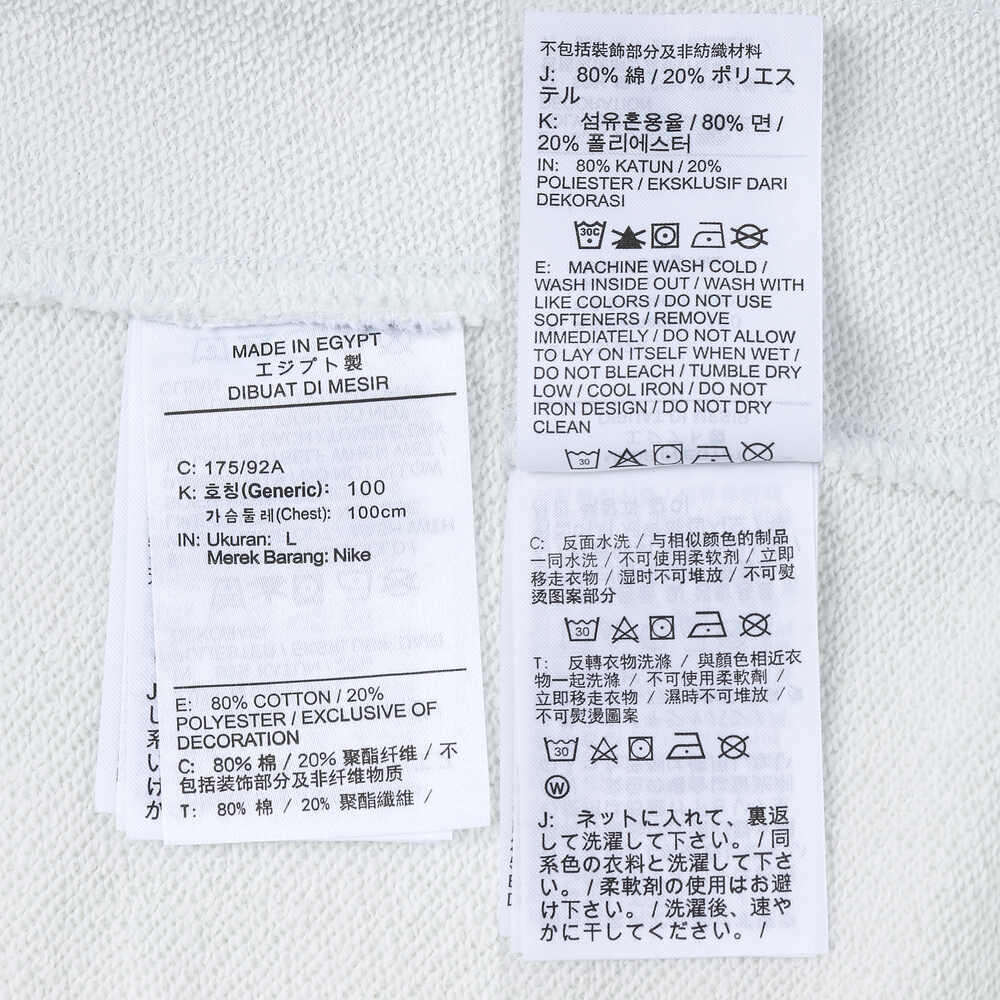 MADE IN EGYPT
エジプト製
DIBUAT DI MESIR
C: 175/92A
K: 호칭(Generic): 100
가슴둘레(Chest): 100cm
IN: Ukuran: L
Merek Barang: Nike
E: 80% COTTON / 20%
POLYESTER / EXCLUSIVE OF
DECORATION
C: 80% 棉 / 20% 聚酯纤维 / 不
包括装饰部分及非纤维物质
T: 80% 棉 / 20% 聚酯纖維 /
不包括裝飾部分及非紡織材料
J: 80% 綿 / 20% ポリエス
テル
K: 섬유혼용율 / 80% 면 /
20% 폴리에스터
IN: 80% KATUN / 20%
POLIESTER / EKSKLUSIF DARI
DEKORASI
30C
E: MACHINE WASH COLD /
WASH INSIDE OUT / WASH WITH
LIKE COLORS / DO NOT USE
SOFTENERS / REMOVE
IMMEDIATELY / DO NOT ALLOW
TO LAY ON ITSELF WHEN WET /
DO NOT BLEACH / TUMBLE DRY
LOW / COOL IRON / DO NOT
IRON DESIGN / DO NOT DRY
CLEAN
30
C: 反面水洗 / 与相似颜色的制品
一同水洗 / 不可使用柔软剂 / 立即
移走衣物 / 湿时不可堆放 / 不可熨
烫图案部分
30
T: 反轉衣物洗滌 / 與顏色相近衣
物一起洗滌 / 不可使用柔軟劑 /
立即移走衣物 / 濕時不可堆放 /
不可熨燙圖案
30
W
J: ネットに入れて、裏返
して洗濯して下さい。 / 同
系色の衣料と洗濯して下さ
い。 / 柔軟剤の使用はお避
け下さい。 / 洗濯後、速や
かに干してください。 /